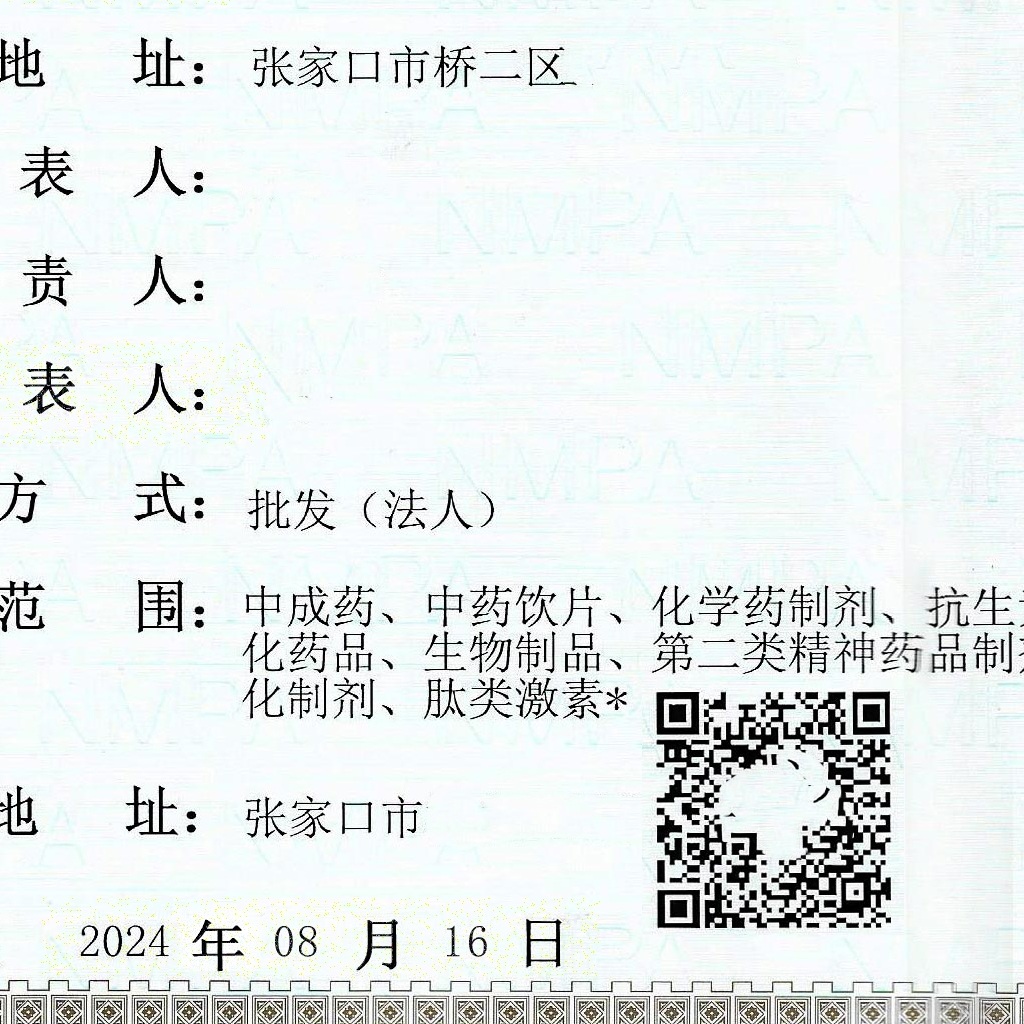 地 址：张家口市桥二区
表 人：
责 人：
表 人：
方 式：批发（法人）
范 围：中成药、中药饮片、化学药制剂、抗生
化药品、生物制品、第二类精神药品制
化制剂、肽类激素*
地 址：张家口市
2024 年 08 月 16 日